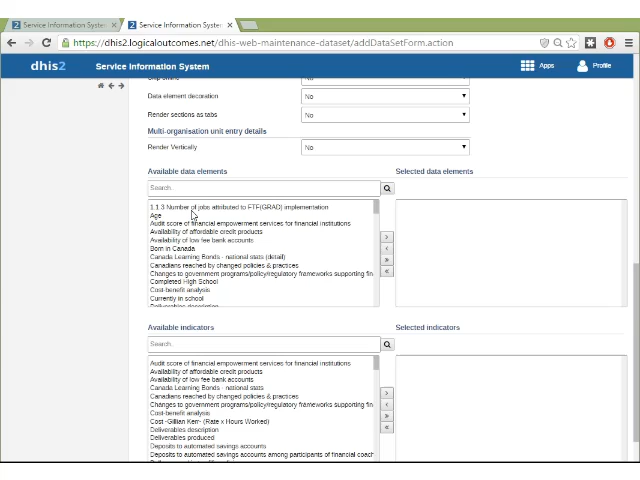 Service Information System
Service Information System
https://dhis2.logicaloutcomes.net/dhis-web-maintenance-dataset/addDataSetForm.action
dhis2 Service Information System Apps Profile
Data element decoration No
Render sections as tabs No
Multi-organisation unit entry details
Render Vertically No
Available data elements Selected data elements
Search..
1.1.3 Number of jobs attributed to FTF(GRAD) implementation
Age
Audit score of financial empowerment services for financial institutions
Availability of affordable credit products
Availability of low fee bank accounts
Born in Canada
Canada Learning Bonds - national stats (detail)
Canadians reached by changed policies & practices
Changes to government programs/policy/regulatory frameworks supporting fin
Completed High School
Cost-benefit analysis
Currently in school
Deliverables description
Available indicators Selected indicators
Search..
Audit score of financial empowerment services for financial institutions
Availability of affordable credit products
Availability of low fee bank accounts
Canada Learning Bonds - national stats
Canadians reached by changed policies & practices
Changes to government programs/policy/regulatory frameworks supporting fin
Cost-benefit analysis
Cost -Gillian Kerr- (Rate x Hours Worked)
Deliverables description
Deliverables produced
Deposits to automated savings accounts
Deposits to automated savings accounts among participants of financial coach